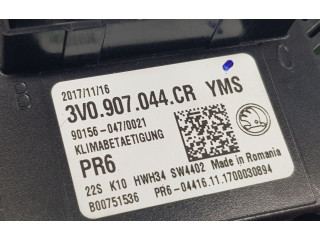 2017/11/16
3V0.907.044.CR YMS
90156-047/0021
KLIMABETAETIGUNG
PR6
Made in Romania
22S K10 HWH34 SW4402
B00751536 PR6-04416.11.1700030894